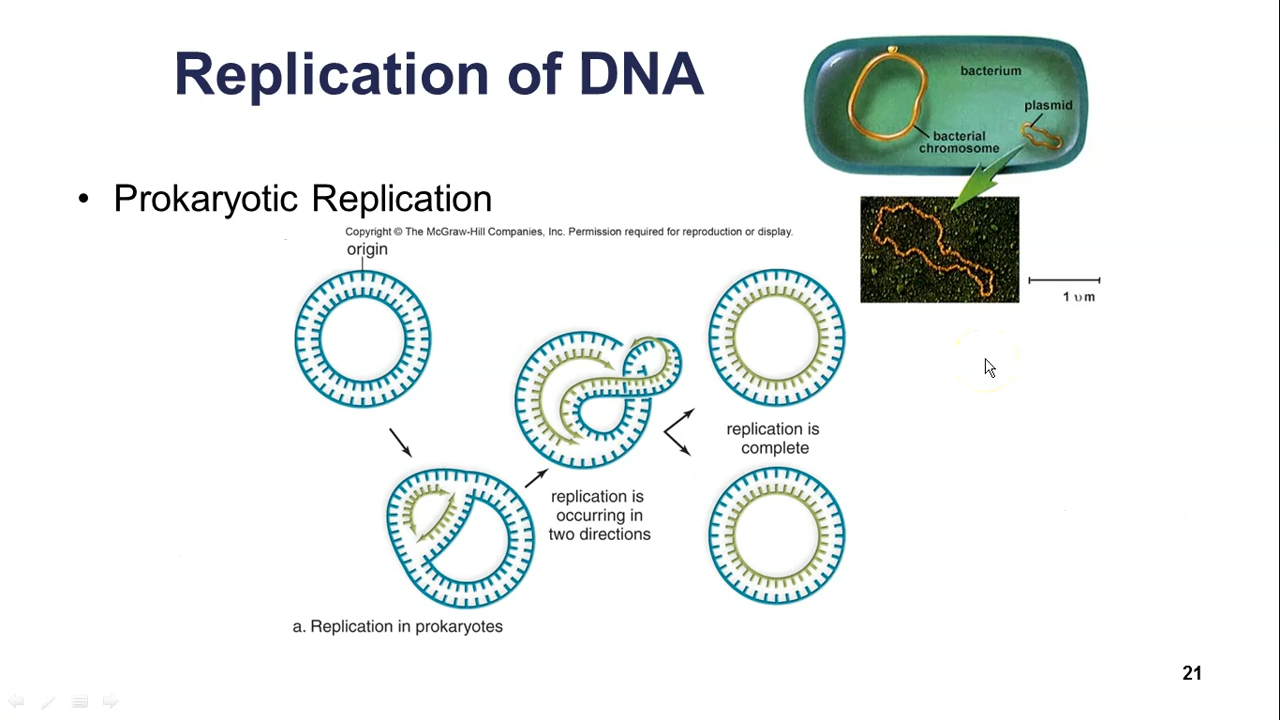 Replication of DNA
bacterium
plasmid
bacterial
chromosome
• Prokaryotic Replication
Copyright © The McGraw-Hill Companies, Inc. Permission required for reproduction or display.
origin
1 υm
replication is
complete
replication is
occurring in
two directions
a. Replication in prokaryotes
21